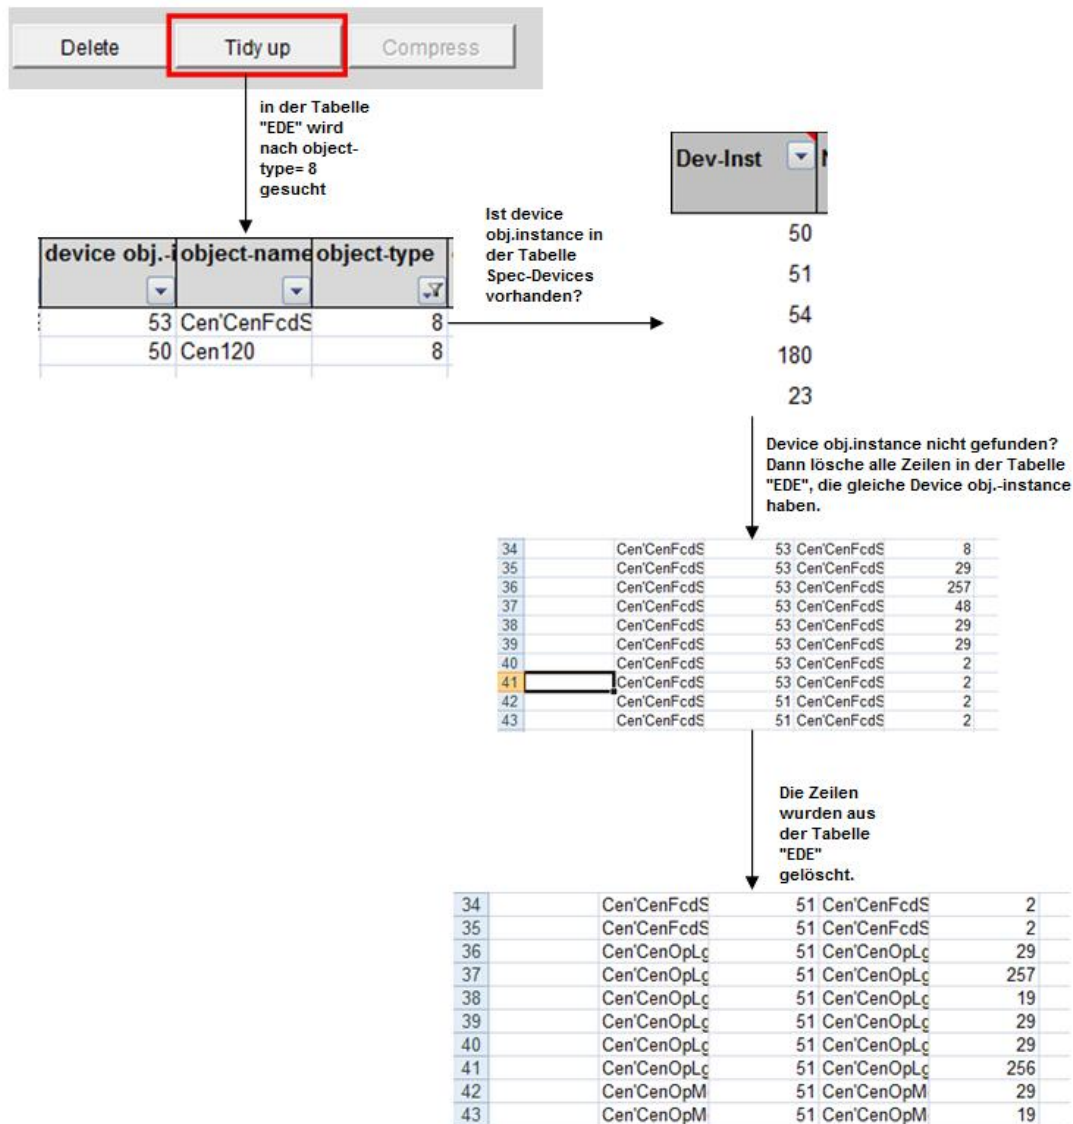 Delete Tidy up Compress
in der Tabelle
"EDE" wird
nach object-
type= 8
gesucht
Dev-Inst
50
51
54
180
23
Ist device
obj.instance in
der Tabelle
Spec-Devices
vorhanden?
device obj.-i object-name object-type
53 Cen'CenFcdS 8
50 Cen120 8
Device obj.instance nicht gefunden?
Dann lösche alle Zeilen in der Tabelle
"EDE", die gleiche Device obj.-instance
haben.
34 Cen'CenFcdS 53 Cen'CenFcdS 8
35 Cen'CenFcdS 53 Cen'CenFcdS 29
36 Cen'CenFcdS 53 Cen'CenFcdS 257
37 Cen'CenFcdS 53 Cen'CenFcdS 48
38 Cen'CenFcdS 53 Cen'CenFcdS 29
39 Cen'CenFcdS 53 Cen'CenFcdS 29
40 Cen'CenFcdS 53 Cen'CenFcdS 2
41 Cen'CenFcdS 53 Cen'CenFcdS 2
42 Cen'CenFcdS 51 Cen'CenFcdS 2
43 Cen'CenFcdS 51 Cen'CenFcdS 2
Die Zeilen
wurden aus
der Tabelle
"EDE"
gelöscht.
34 Cen'CenFcdS 51 Cen'CenFcdS 2
35 Cen'CenFcdS 51 Cen'CenFcdS 2
36 Cen'CenOpLg 51 Cen'CenOpLg 29
37 Cen'CenOpLg 51 Cen'CenOpLg 257
38 Cen'CenOpLg 51 Cen'CenOpLg 19
39 Cen'CenOpLg 51 Cen'CenOpLg 29
40 Cen'CenOpLg 51 Cen'CenOpLg 29
41 Cen'CenOpLg 51 Cen'CenOpLg 256
42 Cen'CenOpM 51 Cen'CenOpM 29
43 Cen'CenOpM 51 Cen'CenOpM 19